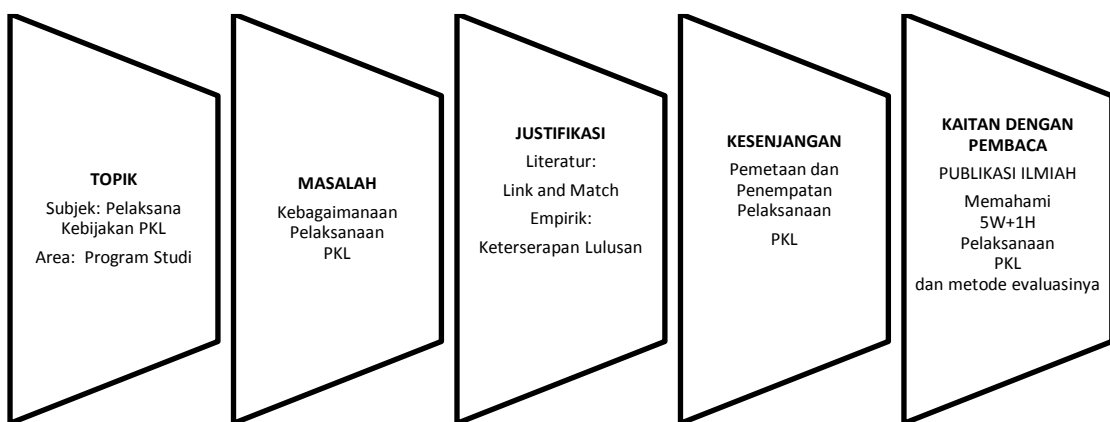 TOPIK
Subjek: Pelaksana
Kebijakan PKL
Area: Program Studi
MASALAH
Kebagaimanaan
Pelaksanaan
PKL
JUSTIFIKASI
Literatur:
Link and Match
Empirik:
Keterserapan Lulusan
KESENJANGAN
Pemetaan dan
Penempatan
Pelaksanaan
PKL
KAITAN DENGAN
PEMBACA
PUBLIKASI ILMIAH
Memahami
5W+1H
Pelaksanaan
PKL
dan metode evaluasinya